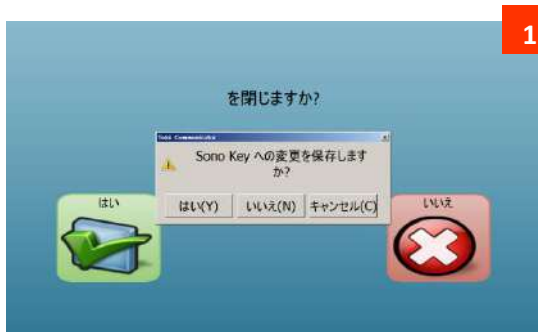 1
を閉じますか?
Sono Key への変更を保存します
か?
はい
はい(Y)
いいえ(N)
キャンセル(C)
いいえ